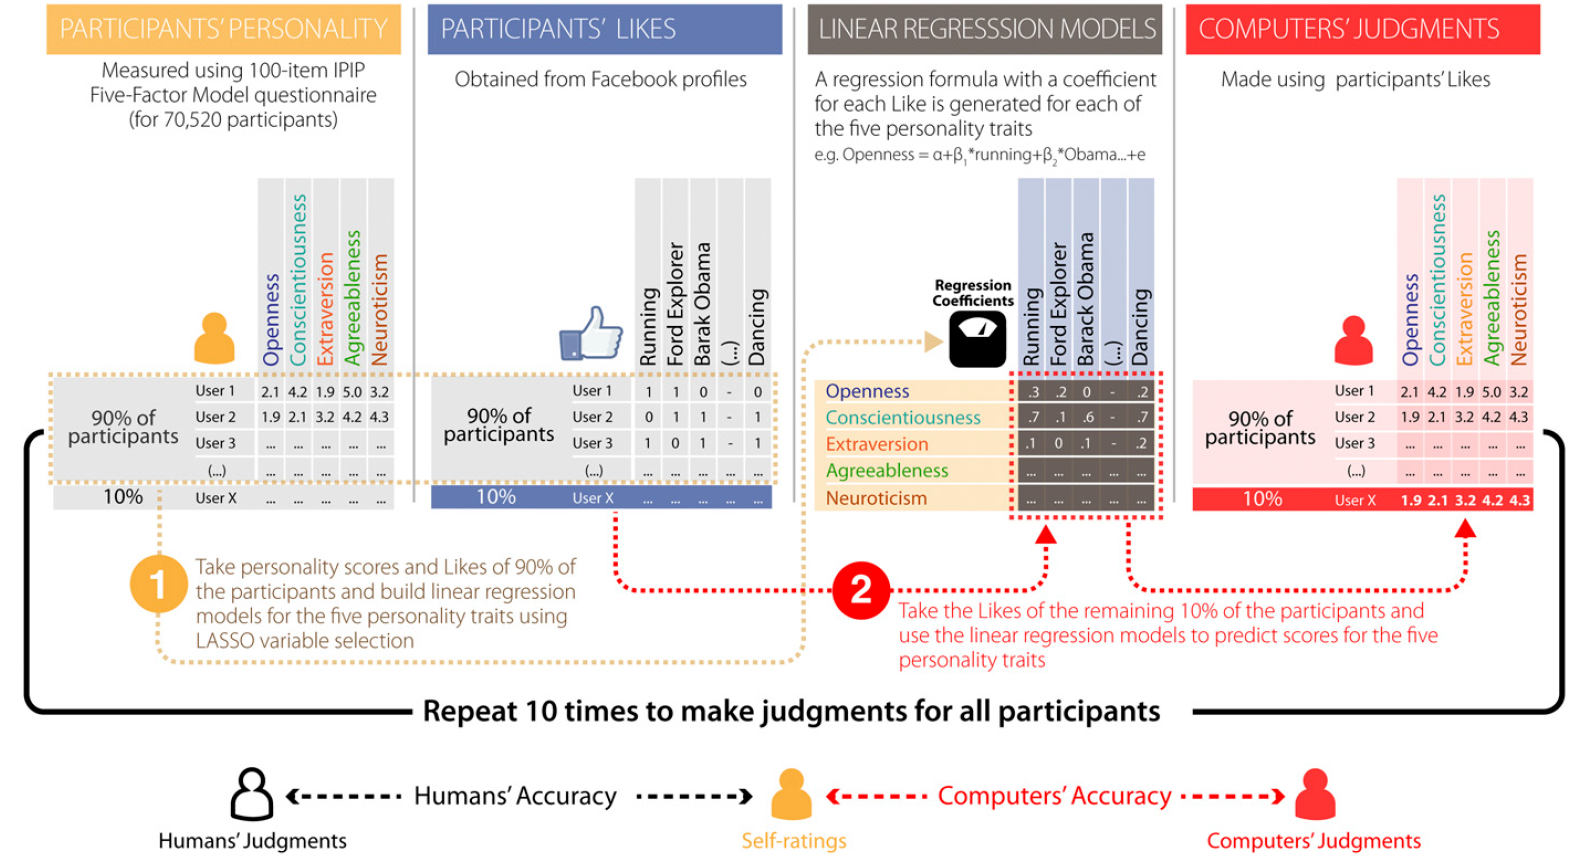 PARTICIPANTS' PERSONALITY
Measured using 100-item IPIP
Five-Factor Model questionnaire
(for 70,520 participants)
Openness
Conscientiousness
Extraversion
Agreeableness
Neuroticism
90% of
participants
User 1 2.1 4.2 1.9 5.0 3.2
User 2 1.9 2.1 3.2 4.2 4.3
User 3 ... ... ... ... ...
(...) ... ... ... ... ...
10% User X ... ... ... ... ...
PARTICIPANTS' LIKES
Obtained from Facebook profiles
Running
Ford Explorer
Barak Obama
(...)
Dancing
90% of
participants
User 1 1 1 0 - 0
User 2 0 1 1 - 1
User 3 1 0 1 - 1
(...) ... ... ... ... ...
10% User X ... ... ... ... ...
LINEAR REGRESSSION MODELS
A regression formula with a coefficient
for each Like is generated for each of
the five personality traits
e.g. Openness = α+β₁*running+β₂*Obama...+e
Regression
Coefficients
Running
Ford Explorer
Barack Obama
(...)
Dancing
Openness .3 .2 0 - .2
Conscientiousness .7 .1 .6 - .7
Extraversion .1 0 .1 - .2
Agreeableness ... ... ... ... ...
Neuroticism ... ... ... ... ...
COMPUTERS' JUDGMENTS
Made using participants' Likes
Openness
Conscientiousness
Extraversion
Agreeableness
Neuroticism
90% of
participants
User 1 2.1 4.2 1.9 5.0 3.2
User 2 1.9 2.1 3.2 4.2 4.3
User 3 ... ... ... ... ...
(...) ... ... ... ... ...
10% User X 1.9 2.1 3.2 4.2 4.3
1
Take personality scores and Likes of 90% of
the participants and build linear regression
models for the five personality traits using
LASSO variable selection
2
Take the Likes of the remaining 10% of the participants and
use the linear regression models to predict scores for the five
personality traits
Repeat 10 times to make judgments for all participants
Humans' Accuracy
Computers' Accuracy
Humans' Judgments
Self-ratings
Computers' Judgments